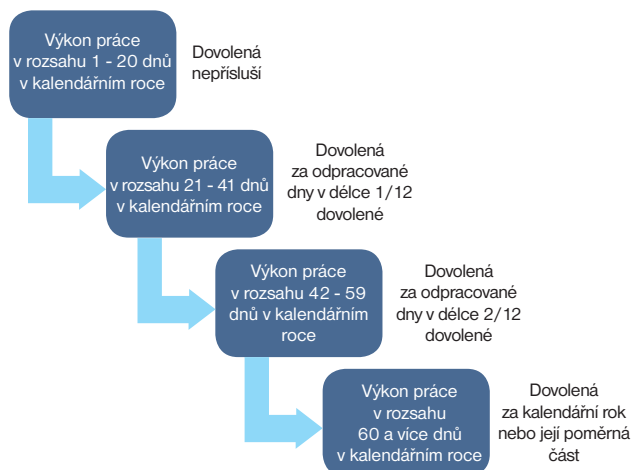 Výkon práce
v rozsahu 1 - 20 dnů
v kalendářním roce
Dovolená
nepřísluší
Výkon práce
v rozsahu 21 - 41 dnů
v kalendářním roce
Dovolená
za odpracované
dny v délce 1/12
dovolené
Výkon práce
v rozsahu 42 - 59
dnů v kalendářním
roce
Dovolená
za odpracované
dny v délce 2/12
dovolené
Výkon práce
v rozsahu
60 a více dnů
v kalendářním roce
Dovolená
za kalendářní rok
nebo její poměrná
část